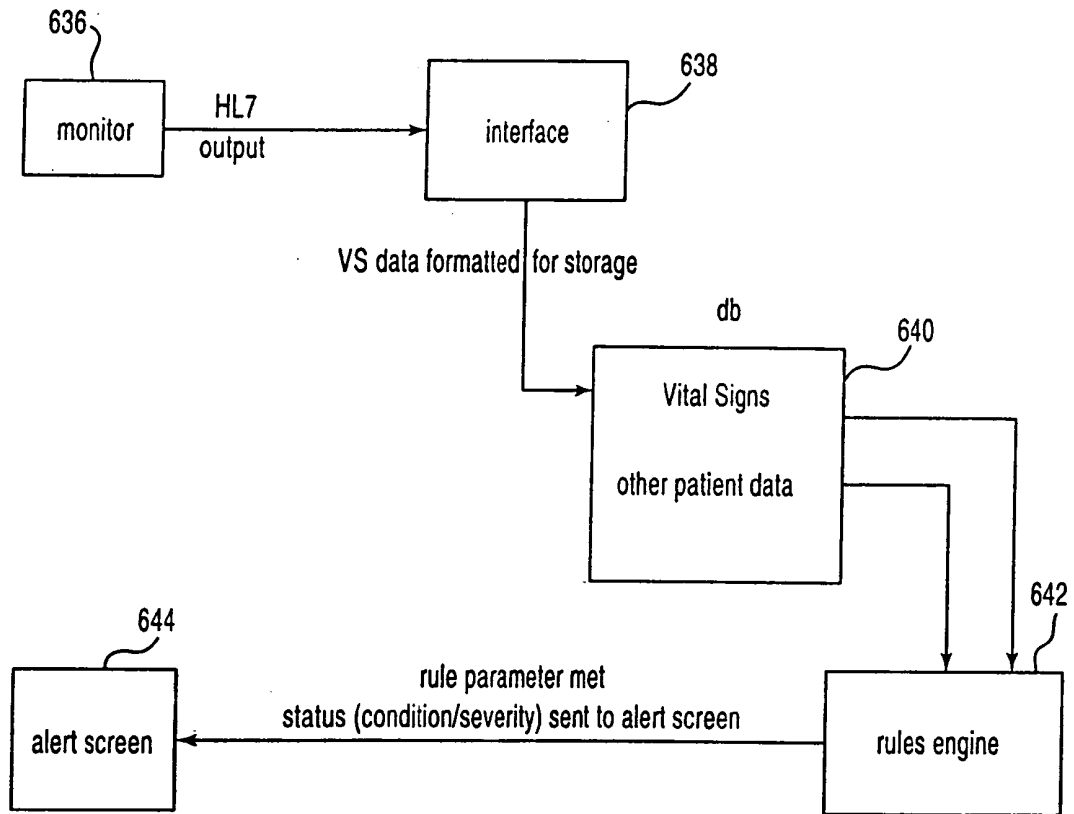 636
638
monitor
HL7
output
interface
VS data formatted for storage
db
640
Vital Signs
other patient data
642
644
rule parameter met
status (condition/severity) sent to alert screen
alert screen
rules engine